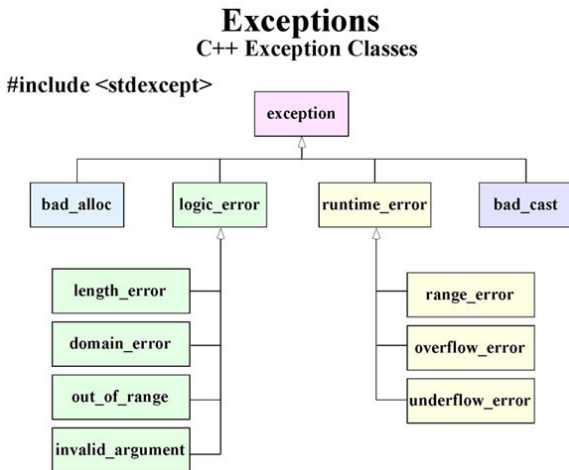 Exceptions
C++ Exception Classes
#include <stdexcept>
exception
bad_alloc
logic_error
runtime_error
bad_cast
length_error
domain_error
out_of_range
invalid_argument
range_error
overflow_error
underflow_error